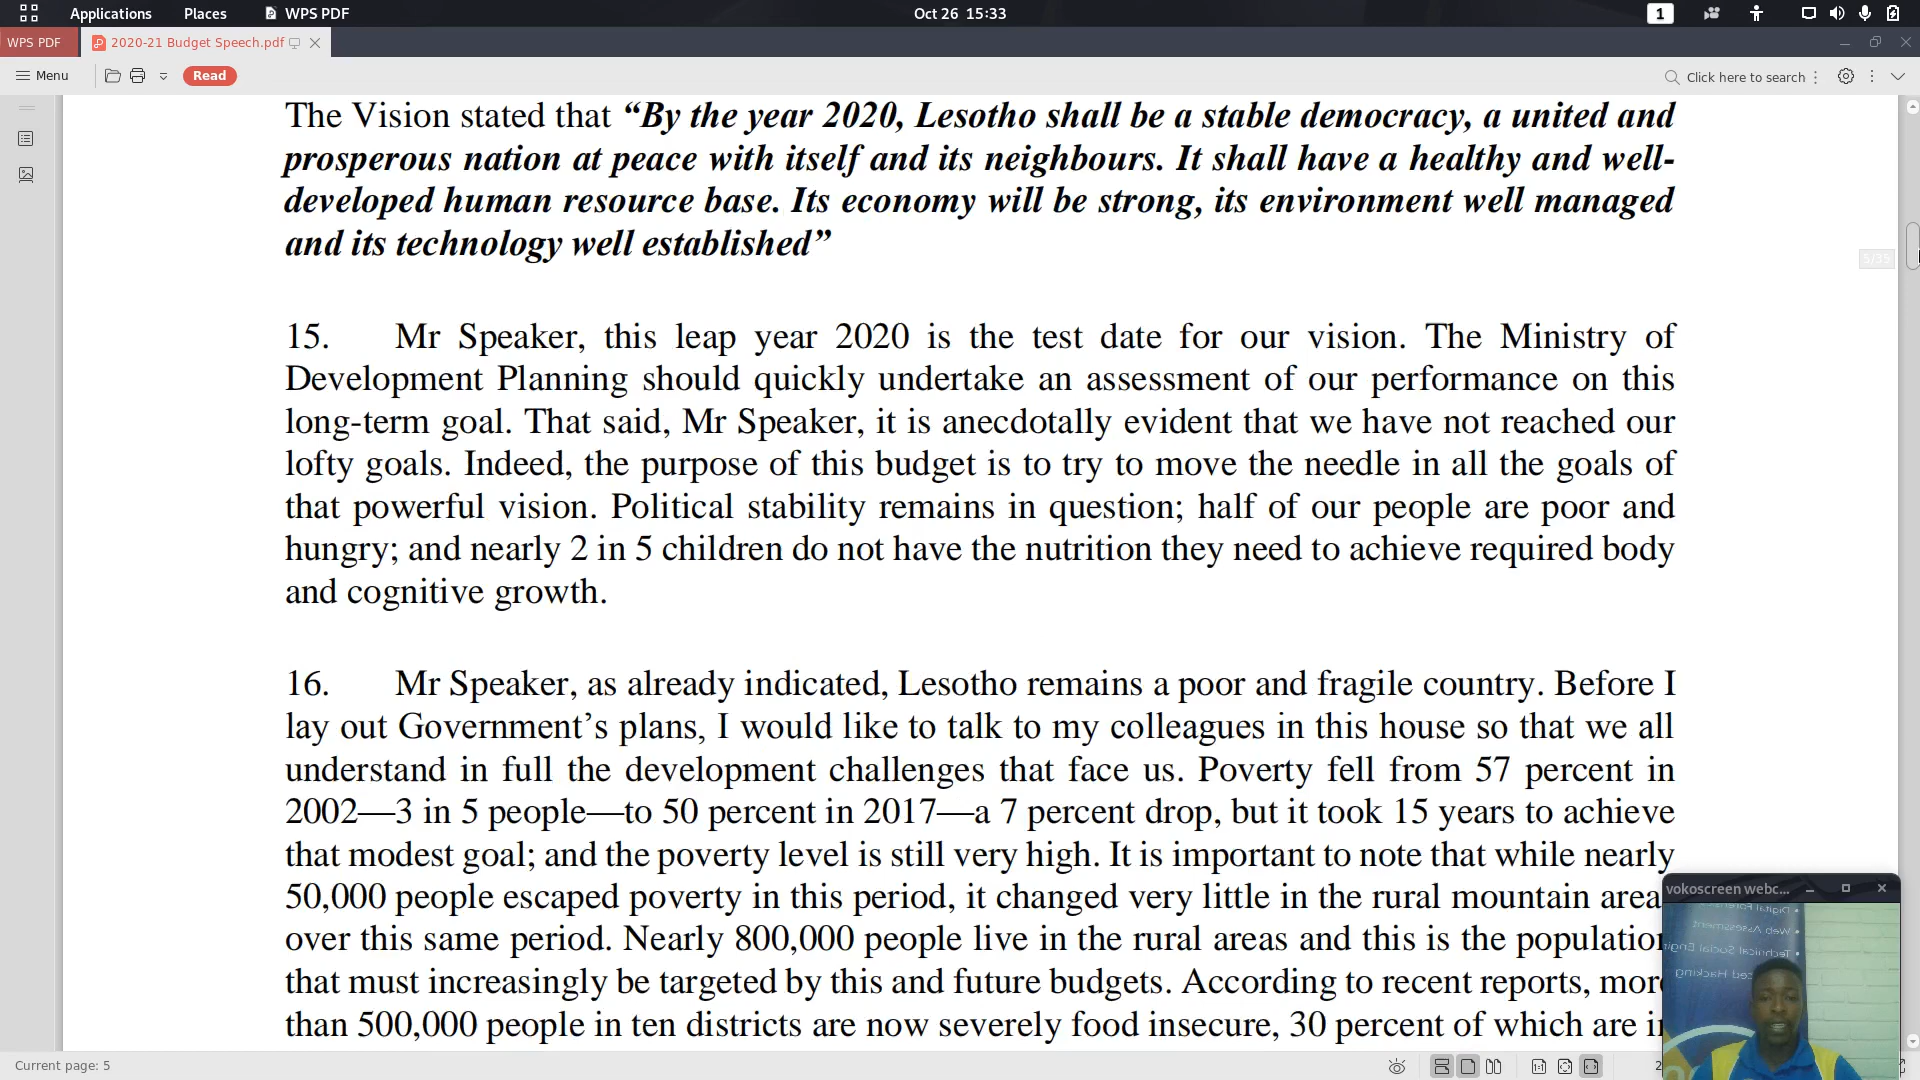 Applications Places WPS PDF Oct 26 15:33 1
WPS PDF 2020-21 Budget Speech.pdf
Menu Read Click here to search
The Vision stated that “By the year 2020, Lesotho shall be a stable democracy, a united and
prosperous nation at peace with itself and its neighbours. It shall have a healthy and well-
developed human resource base. Its economy will be strong, its environment well managed
and its technology well established”
5/35
15. Mr Speaker, this leap year 2020 is the test date for our vision. The Ministry of
Development Planning should quickly undertake an assessment of our performance on this
long-term goal. That said, Mr Speaker, it is anecdotally evident that we have not reached our
lofty goals. Indeed, the purpose of this budget is to try to move the needle in all the goals of
that powerful vision. Political stability remains in question; half of our people are poor and
hungry; and nearly 2 in 5 children do not have the nutrition they need to achieve required body
and cognitive growth.
16. Mr Speaker, as already indicated, Lesotho remains a poor and fragile country. Before I
lay out Government’s plans, I would like to talk to my colleagues in this house so that we all
understand in full the development challenges that face us. Poverty fell from 57 percent in
2002—3 in 5 people—to 50 percent in 2017—a 7 percent drop, but it took 15 years to achieve
that modest goal; and the poverty level is still very high. It is important to note that while nearly
50,000 people escaped poverty in this period, it changed very little in the rural mountain area
over this same period. Nearly 800,000 people live in the rural areas and this is the population
that must increasingly be targeted by this and future budgets. According to recent reports, more
than 500,000 people in ten districts are now severely food insecure, 30 percent of which are in
vokoscreen webc...
Web Assessment
Technical Social Engi
Hacking
Current page: 5